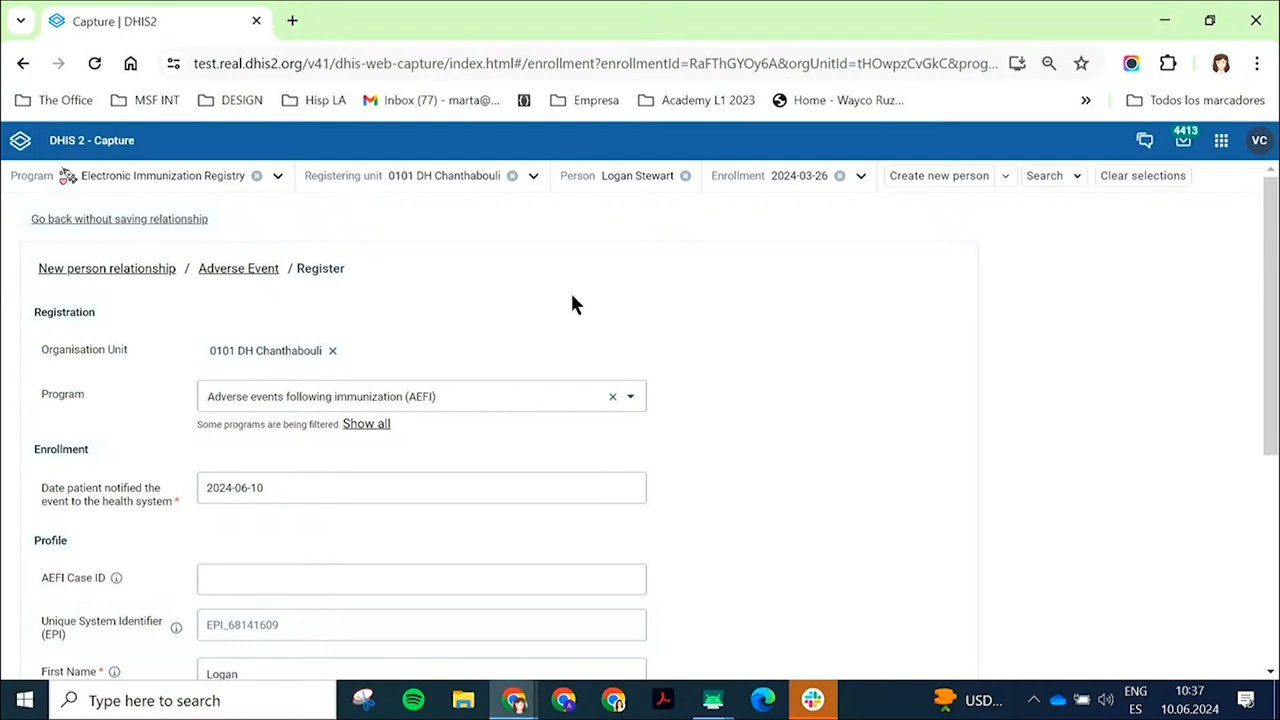 Capture | DHIS2
test.real.dhis2.org/v41/dhis-web-capture/index.html#/enrollment?enrollmentId=RaFThGYOy6A&orgUnitId=tHOwpzCvGkC&prog...
The Office MSF INT DESIGN Hisp LA Inbox (77) - marta@... Empresa Academy L1 2023 Home - Wayco Ruz... » Todos los marcadores
DHIS 2 - Capture 4413 VC
Program Electronic Immunization Registry Registering unit 0101 DH Chanthabouli Person Logan Stewart Enrollment 2024-03-26 Create new person Search Clear selections
Go back without saving relationship
New person relationship / Adverse Event / Register
Registration
Organisation Unit 0101 DH Chanthabouli
Program Adverse events following immunization (AEFI)
Some programs are being filtered. Show all
Enrollment
Date patient notified the
event to the health system * 2024-06-10
Profile
AEFI Case ID
Unique System Identifier
(EPI) EPI_68141609
First Name * Logan
Type here to search USD... ENG 10:37
ES 10.06.2024